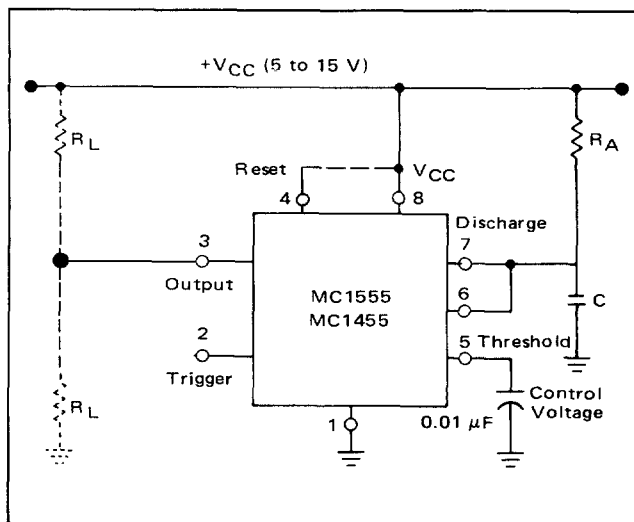 +VCC (5 to 15 V)
RL
RA
Reset
VCC
4
8
Discharge
3
7
Output
MC1555
MC1455
6
C
2
5
Threshold
Trigger
RL
Control
Voltage
1
0.01 μF